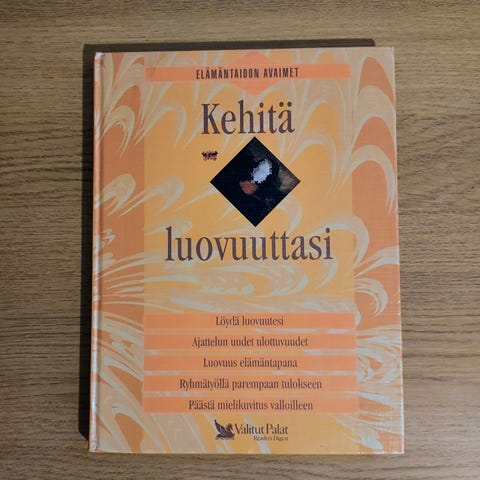 ELÄMÄNTAIDON AVAIMET
Kehitä
luovuuttasi
Löydä luovuutesi
Ajattelun uudet ulottuvuudet
Luovuus elämäntapana
Ryhmätyöllä parempaan tulokseen
Päästä mielikuvitus valloilleen
Valitut Palat
Reader's Digest